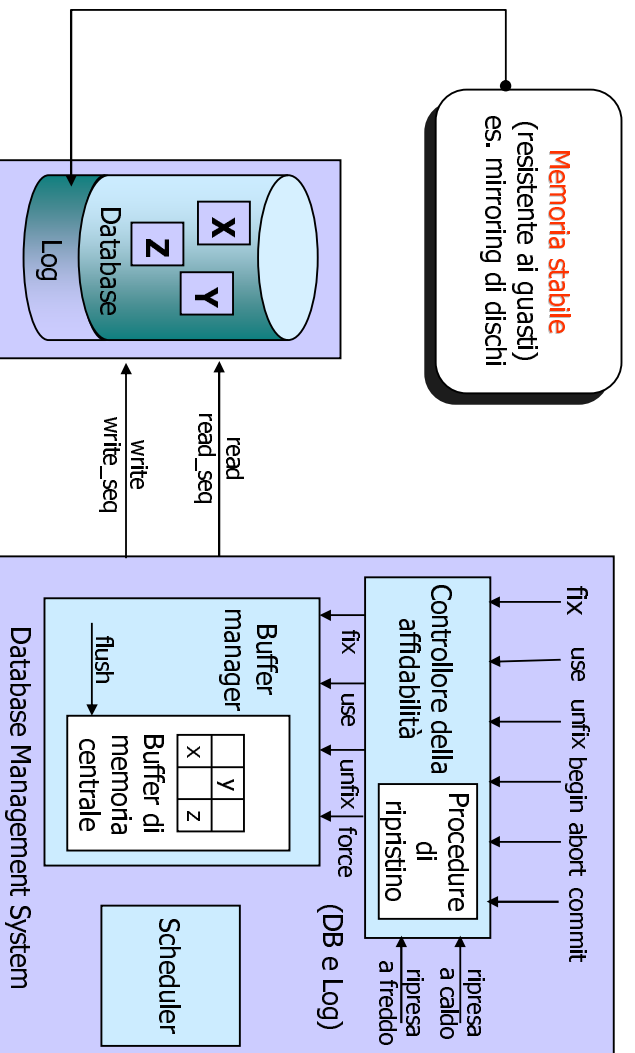 Memoria stabile
(resistente ai guasti)
es. mirroring di dischi
fix use unfix begin abort commit
Controllore della
affidabilità
Procedure
di
ripristino
ripresa
a caldo
ripresa
a freddo
fix use unfix force
(DB e Log)
Buffer
manager
flush
y
x z
Buffer di
memoria
centrale
Scheduler
Database Management System
read
read_seq
write
write_seq
X
Y
Z
Database
Log